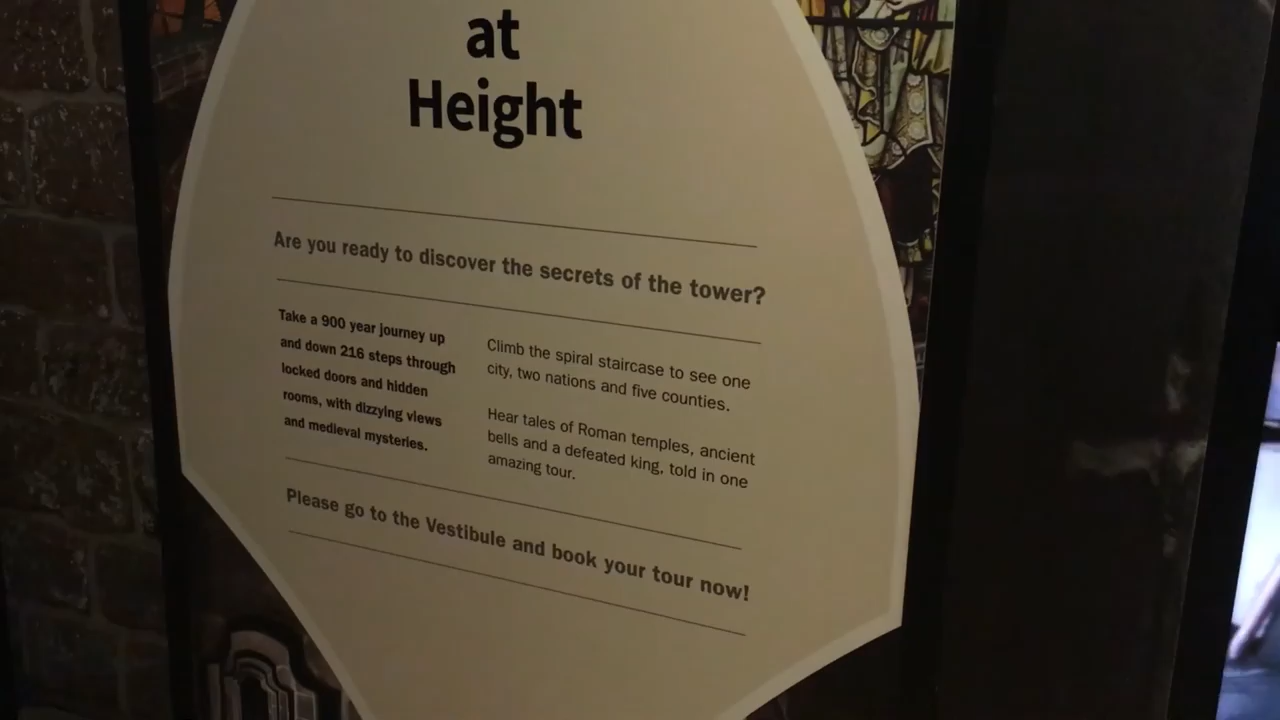 at
Height
Are you ready to discover the secrets of the tower?
Take a 900 year journey up
and down 216 steps through
locked doors and hidden
rooms, with dizzying views
and medieval mysteries.
Climb the spiral staircase to see one
city, two nations and five counties.
Hear tales of Roman temples, ancient
bells and a defeated king, told in one
amazing tour.
Please go to the Vestibule and book your tour now!